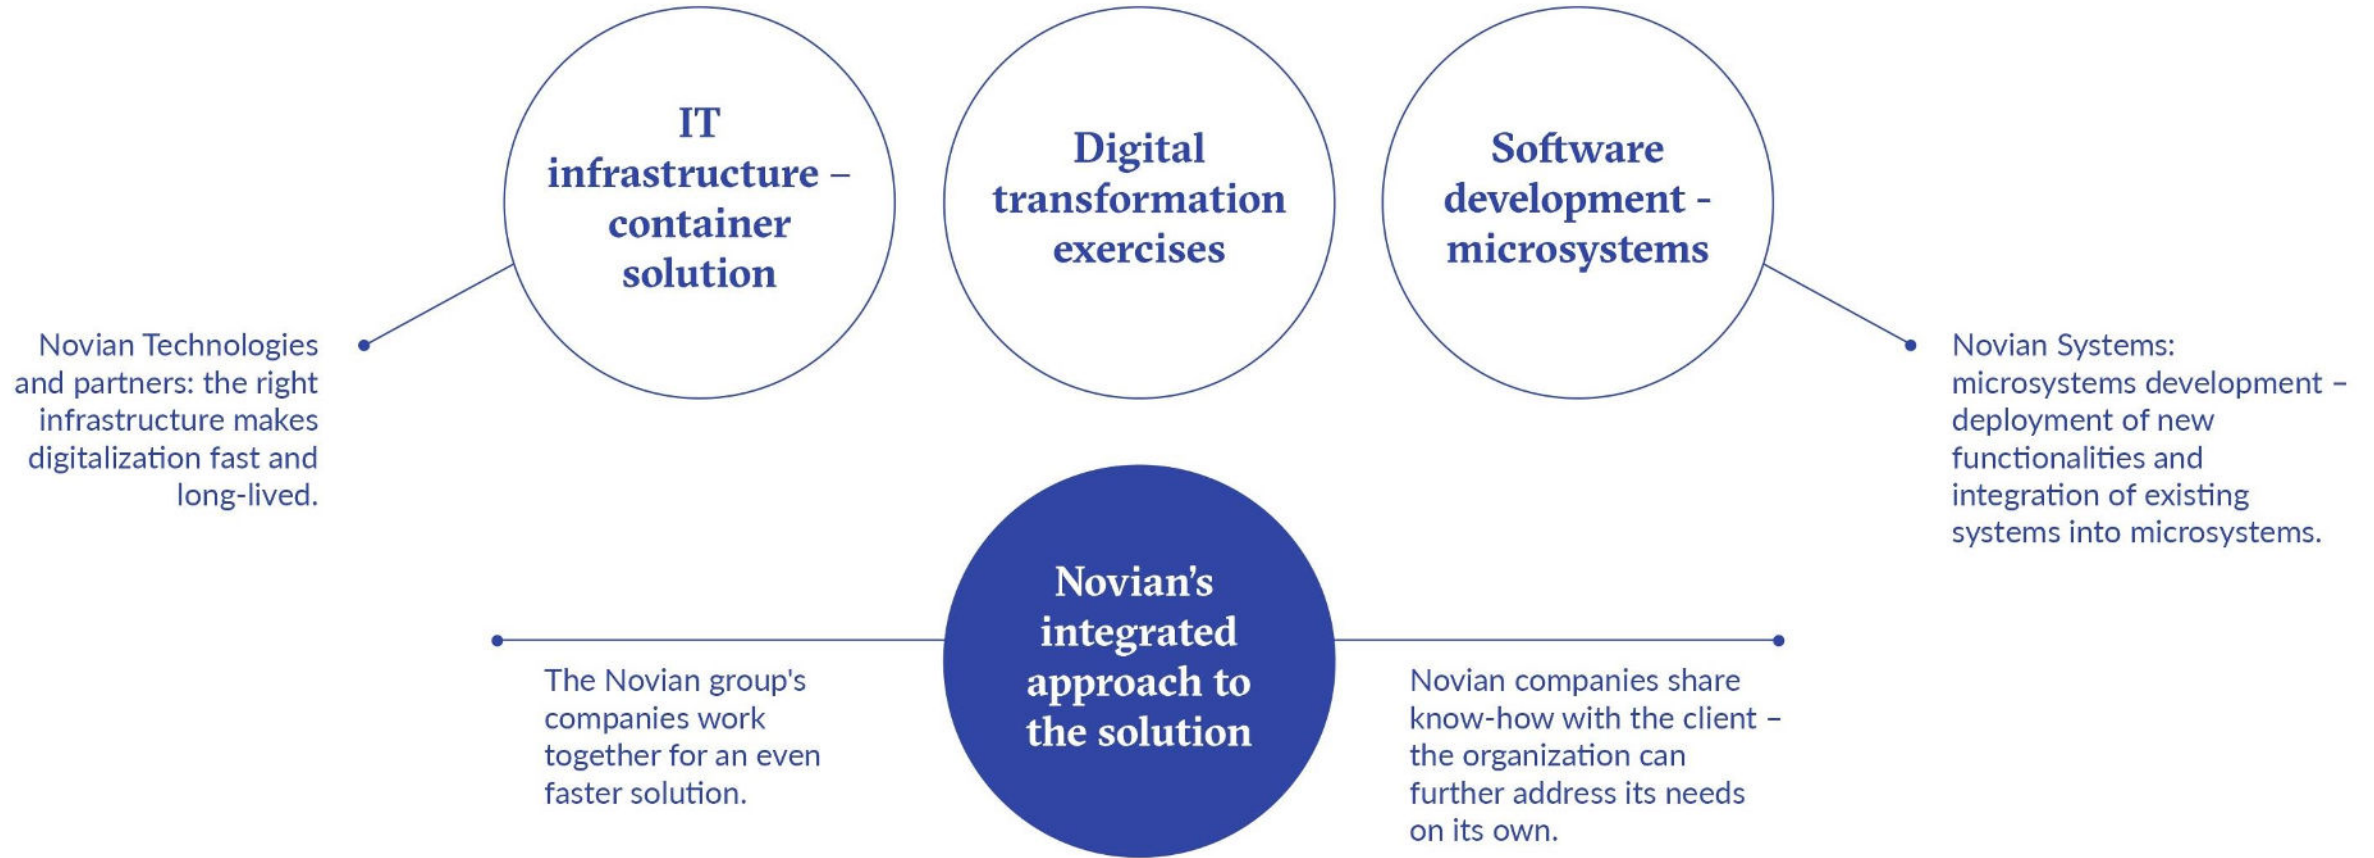 IT
infrastructure –
container
solution
Digital
transformation
exercises
Software
development -
microsystems
Novian Technologies
and partners: the right
infrastructure makes
digitalization fast and
long-lived.
Novian Systems:
microsystems development –
deployment of new
functionalities and
integration of existing
systems into microsystems.
Novian’s
integrated
approach to
the solution
The Novian group's
companies work
together for an even
faster solution.
Novian companies share
know-how with the client –
the organization can
further address its needs
on its own.